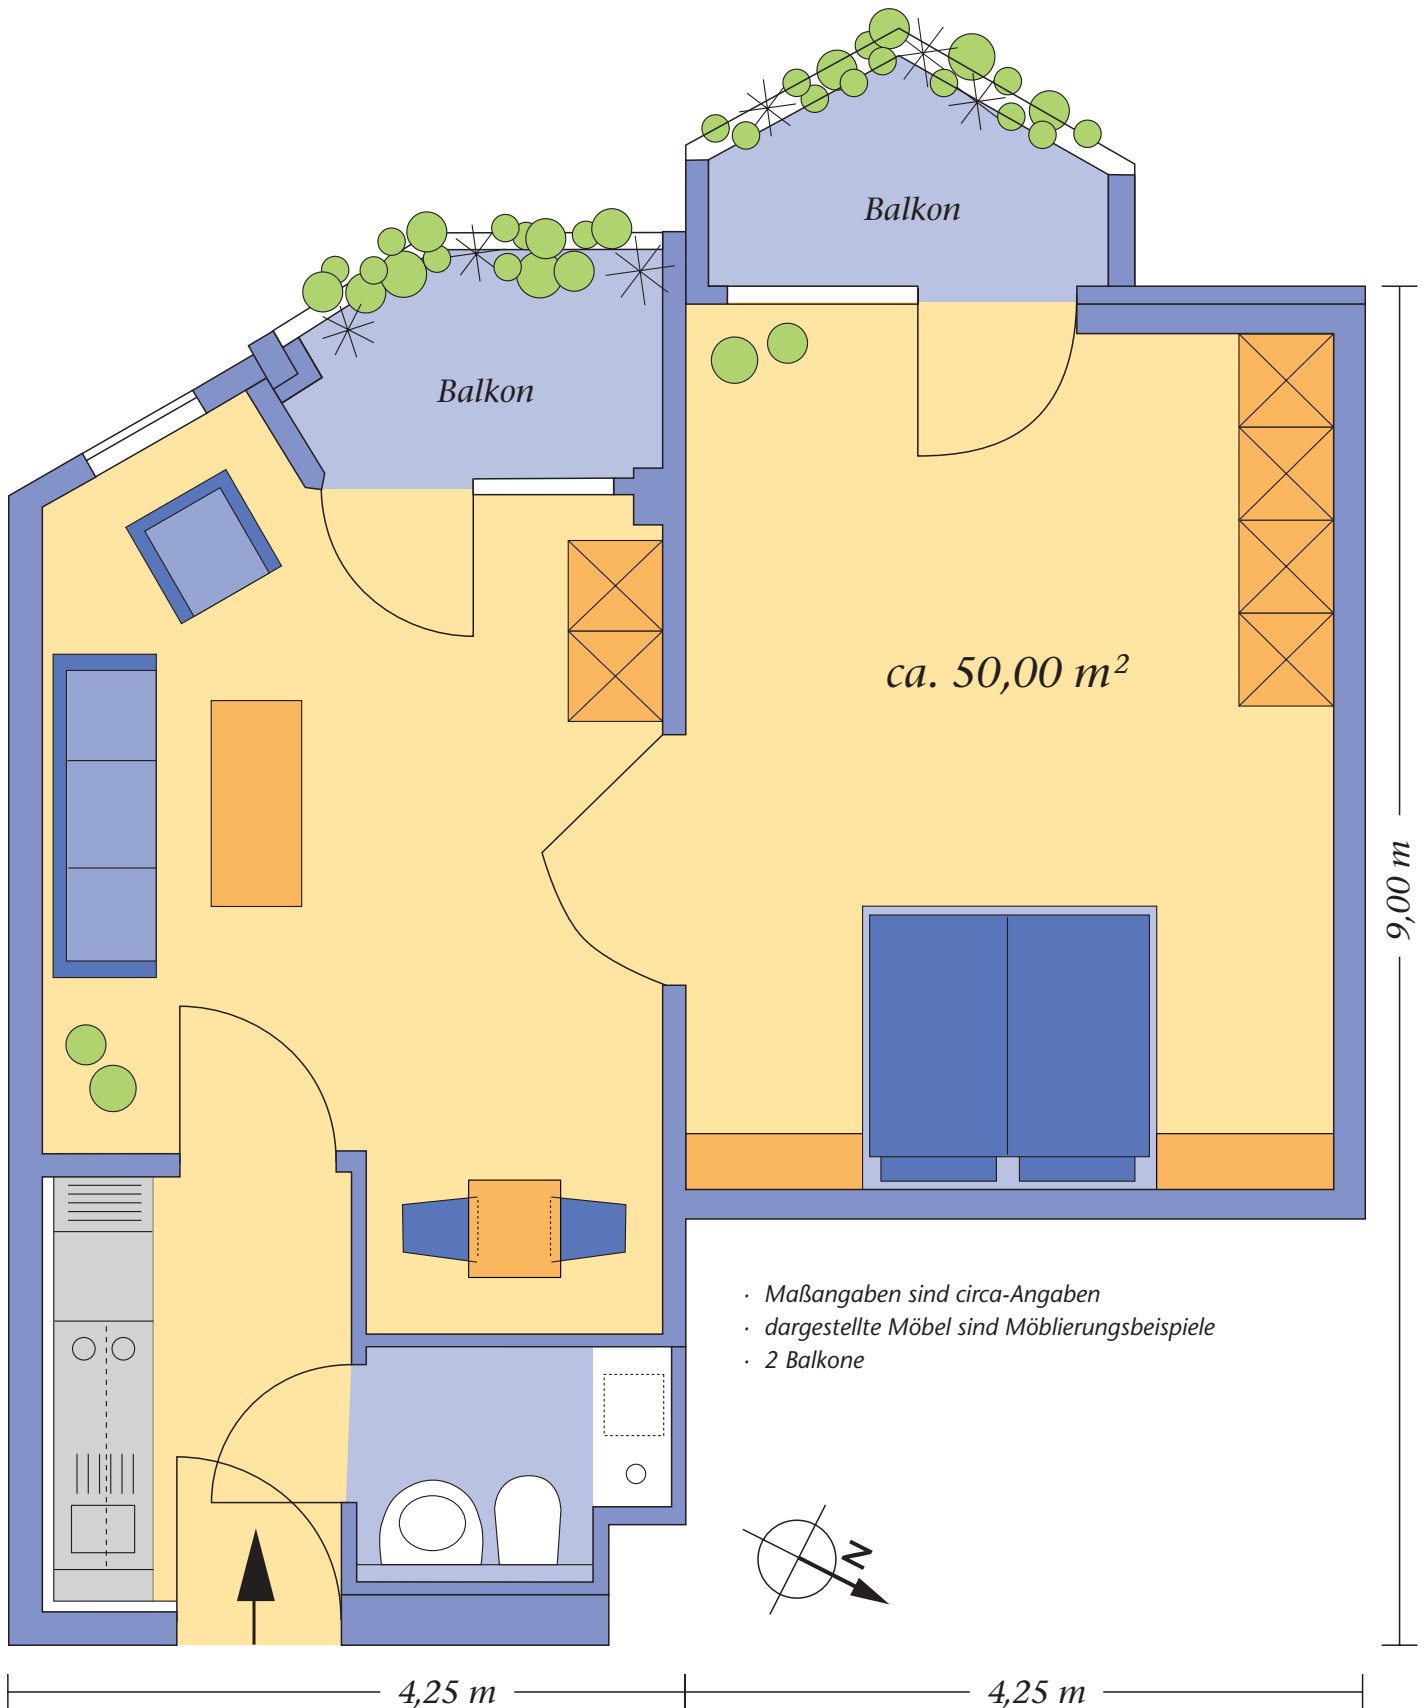 Balkon
Balkon
ca. 50,00 m²
9,00 m
· Maßangaben sind circa-Angaben
· dargestellte Möbel sind Möblierungsbeispiele
· 2 Balkone
N
4,25 m
4,25 m